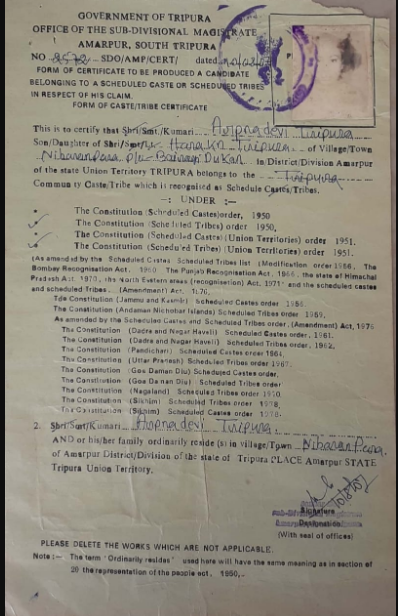 GOVERNMENT OF TRIPURA
OFFICE OF THE SUB-DIVISIONAL MAGISTRATE
AMARPUR, SOUTH TRIPURA
NO 8572 - SDO/AMP/CERT/ dated
FORM OF CERTIFICATE TO BE PRODUCED A CANDIDATE
BELONGING TO A SCHEDULED CASTE OR SCHEDULED TRIBES
IN RESPECT OF HIS CLAIM.
FORM OF CASTE/TRIBE CERTIFICATE
This is to certify that Shri/Smt./Kumari Tripura
Son/Daughter of Shri Tripura of Village/Town
Nibaranpara in District/Division Amarpur
of the state Union Territory TRIPURA belongs to the Tripura
Community Caste/Tribe which is recognised as Schedule Castes/Tribes.
-: UNDER :-
The Constitution (Scheduled Castes)order, 1950
The Constitution (Scheduled Tribes) order, 1950,
The Constitution (Scheduled Castes) (Union Territories) order 1951.
The Constitution (Scheduled Tribes) (Union Territories) order 1951.
(As amended by the Scheduled Castes Scheduled Tribes list (Modification order 1956, The
Bombay Recognisation Act, 1960 The Punjab Recognisation Act, 1966, the state of Himachal
Pradesh Act 1970, the North Eastern areas (recognisation) Act, 1971 and the scheduled castes
and scheduled Tribes, (Amendment) Act, 1976,
The Constitution (Jammu and Kasmir) Scheduled Castes order 1956.
The Constitution (Andaman Nichobar Islands) Scheduled Tribes order 1959,
As amended by the Scheduled Castes and Scheduled Tribes order, (Amendment) Act, 1976
The Constitution (Dadra and Nagar Haveli) Scheduled Castes order, 1961.
The Constitution (Dadra and Nagar Haveli) Scheduled Castes order, 1962.
The Constitution (Pandichari) Scheduled Castes order 1964,
The Constitution (Uttar Pradesh) Scheduled Tribes order 1967.
The Constitution (Goa Daman Diu) Scheduled Castes order,
The Constitution (Goa Daman Diu) Scheduled Tribes order
The Constitution (Nagaland) Scheduled Tribes order 1970.
The Constitution (Sikhim) Scheduled Tribes order 1978,
The Constitution (Sikhim) Scheduled Castes order 1978.
2. Shri/Smt/Kumari Tripura
AND or his/her family ordinarily reside (s) in village/Town Nibaranpara
of Amarpur District/Division of the state of Tripura PLACE Amarpur STATE
Tripura Union Territory.
Signature
Designation
(With seal of offices)
PLEASE DELETE THE WORKS WHICH ARE NOT APPLICABLE.
Note :- The term 'Ordinarily resides' used here will have the same meaning as in section of
20 the representation of the people act, 1950,-